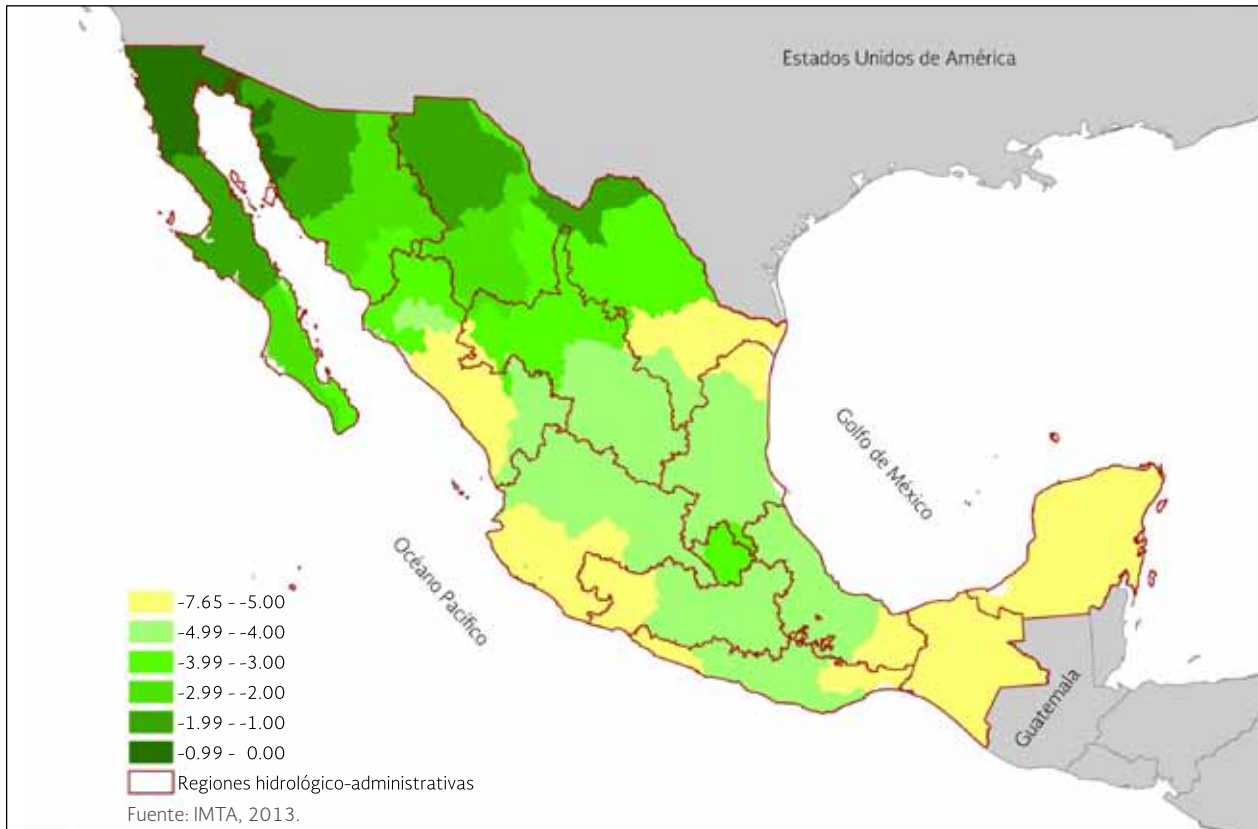 Estados Unidos de América
Golfo de México
Océano Pacífico
Guatemala
-7.65 - -5.00
-4.99 - -4.00
-3.99 - -3.00
-2.99 - -2.00
-1.99 - -1.00
-0.99 - 0.00
Regiones hidrológico-administrativas
Fuente: IMTA, 2013.